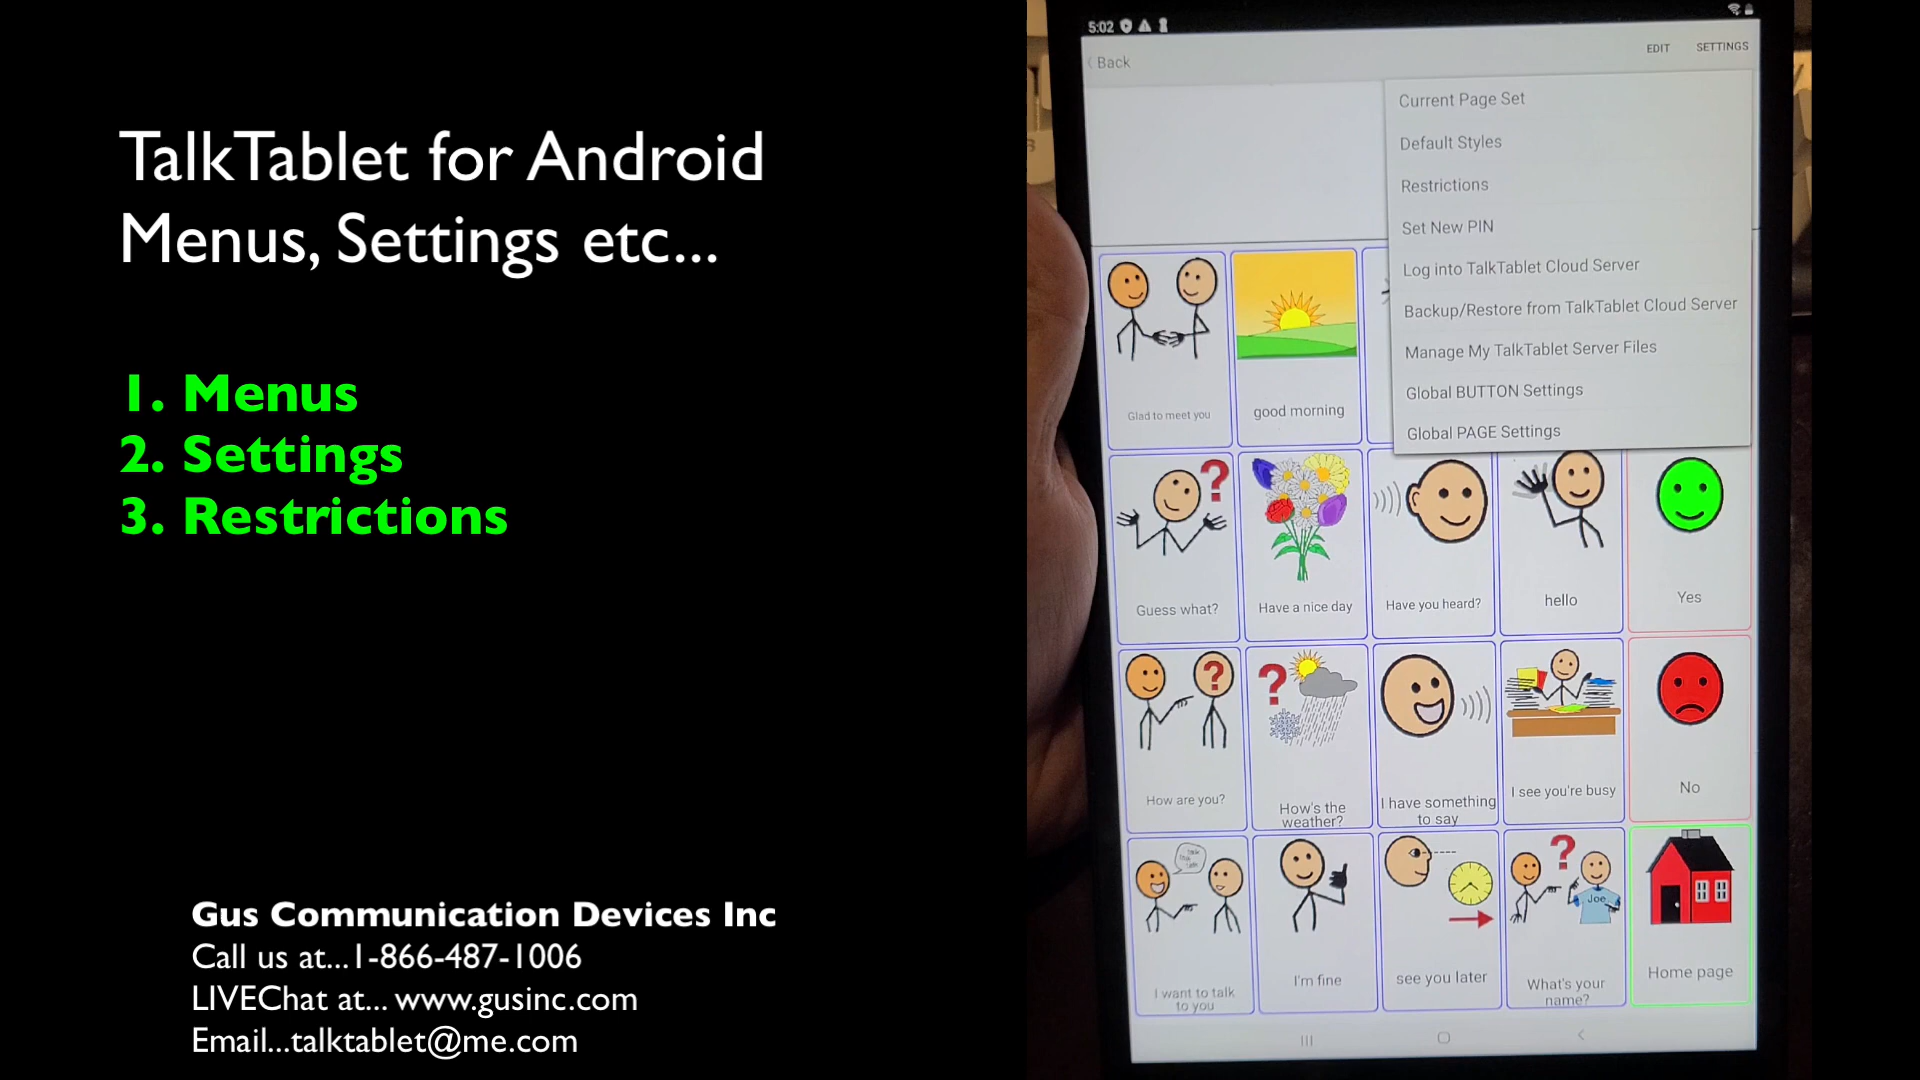 TalkTablet for Android
Menus, Settings etc...
1. Menus
2. Settings
3. Restrictions
Gus Communication Devices Inc
Call us at...1-866-487-1006
LIVEChat at... www.gusinc.com
Email...talktablet@me.com
5:02
Back
EDIT
SETTINGS
Current Page Set
Default Styles
Restrictions
Set New PIN
Log into TalkTablet Cloud Server
Backup/Restore from TalkTablet Cloud Server
Manage My TalkTablet Server Files
Global BUTTON Settings
Global PAGE Settings
Glad to meet you
good morning
Guess what?
Have a nice day
Have you heard?
hello
Yes
How are you?
How's the
weather?
I have something
to say
I see you're busy
No
I want to talk
to you
I'm fine
see you later
Joe
What's your
name?
Home page